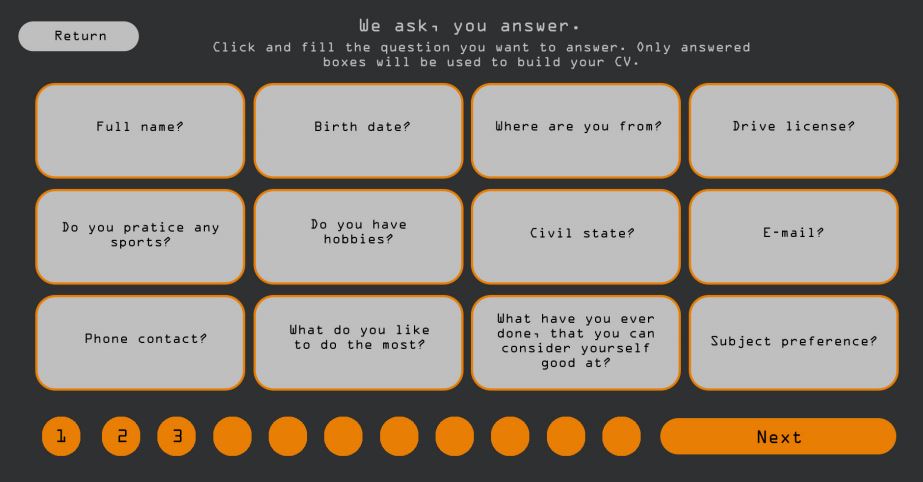 Return
We ask, you answer.
Click and fill the question you want to answer. Only answered
boxes will be used to build your CV.
Full name?
Birth date?
Where are you from?
Drive license?
Do you pratice any
sports?
Do you have
hobbies?
Civil state?
E-mail?
Phone contact?
What do you like
to do the most?
What have you ever
done, that you can
consider yourself
good at?
Subject preference?
1 2 3
Next